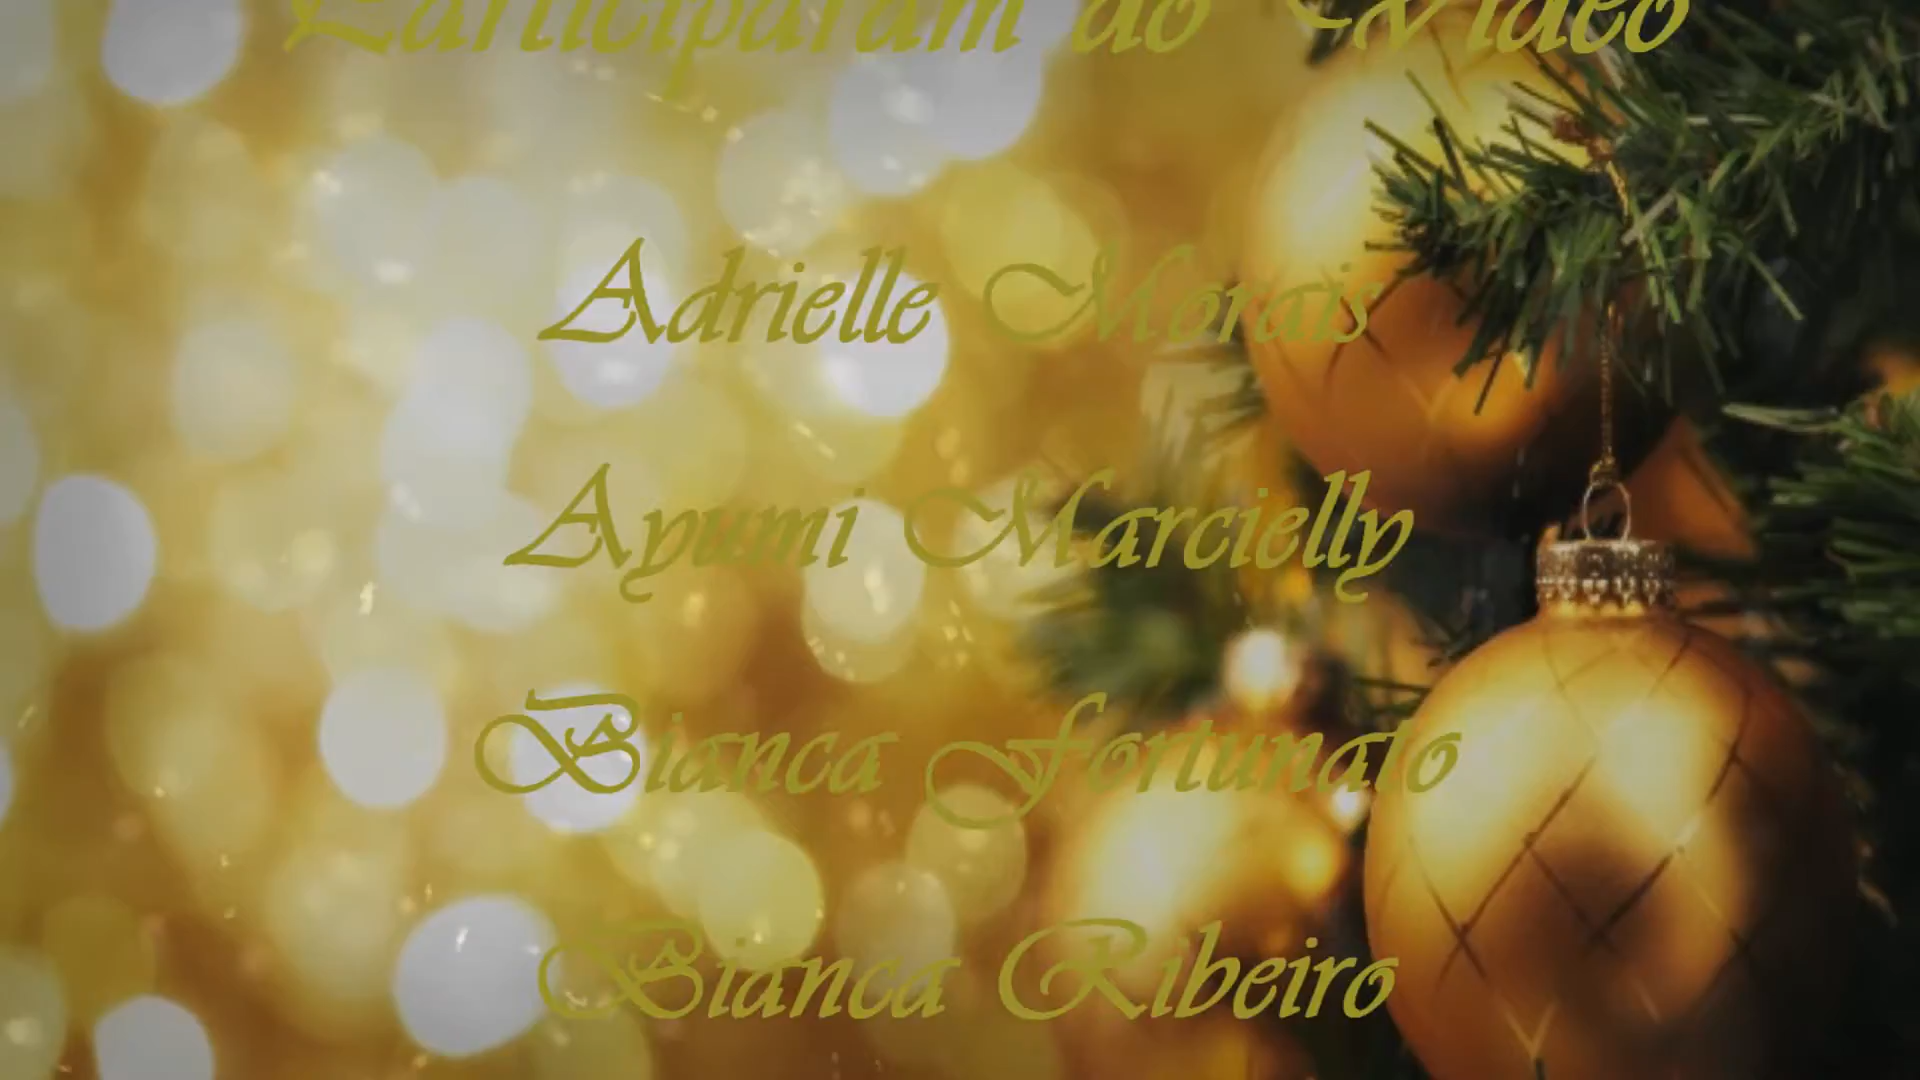 Participaram do Vídeo
Adrielle Morais
Ayumi Marcielly
Bianca Fortunato
Bianca Ribeiro